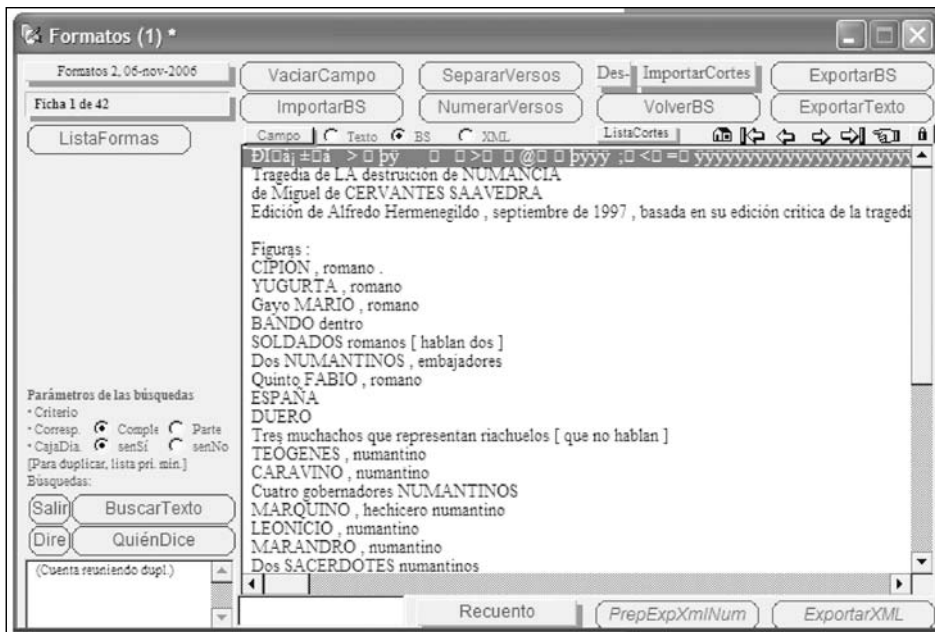 Formatos (1) *
Formatos 2, 06-nov-2006
VaciarCampo
SepararVersos
Des-
ImportarCortes
ExportarBS
Ficha 1 de 42
ImportarBS
NumerarVersos
VolverBS
ExportarTexto
ListaFormas
Campo
Texto
BS
XML
ListaCortes
Tragedia de LA destruición de NUMANCIA
de Miguel de CERVANTES SAAVEDRA
Edición de Alfredo Hermenegildo , septiembre de 1997 , basada en su edición crítica de la tragedi
Figuras :
CIPIÓN , romano .
YUGURTA , romano
Gayo MARIO , romano
BANDO dentro
SOLDADOS romanos [ hablan dos ]
Dos NUMANTINOS , embajadores
Quinto FABIO , romano
ESPAÑA
DUERO
Tres muchachos que representan riachuelos [ que no hablan ]
TEÓGENES , numantino
CARAVINO , numantino
Cuatro gobernadores NUMANTINOS
MARQUINO , hechicero numantino
LEONICIO , numantino
MARANDRO , numantino
Dos SACERDOTES numantinos
Parámetros de las búsquedas
• Criterio
• Corresp. Comple Parte
• CajaDia. senSí senNo
[Para duplicar, lista pri. min.]
Búsquedas:
Salir
BuscarTexto
Dire
QuiénDice
(Cuenta reuniendo dupl.)
Recuento
PrepExpXmlNum
ExportarXML